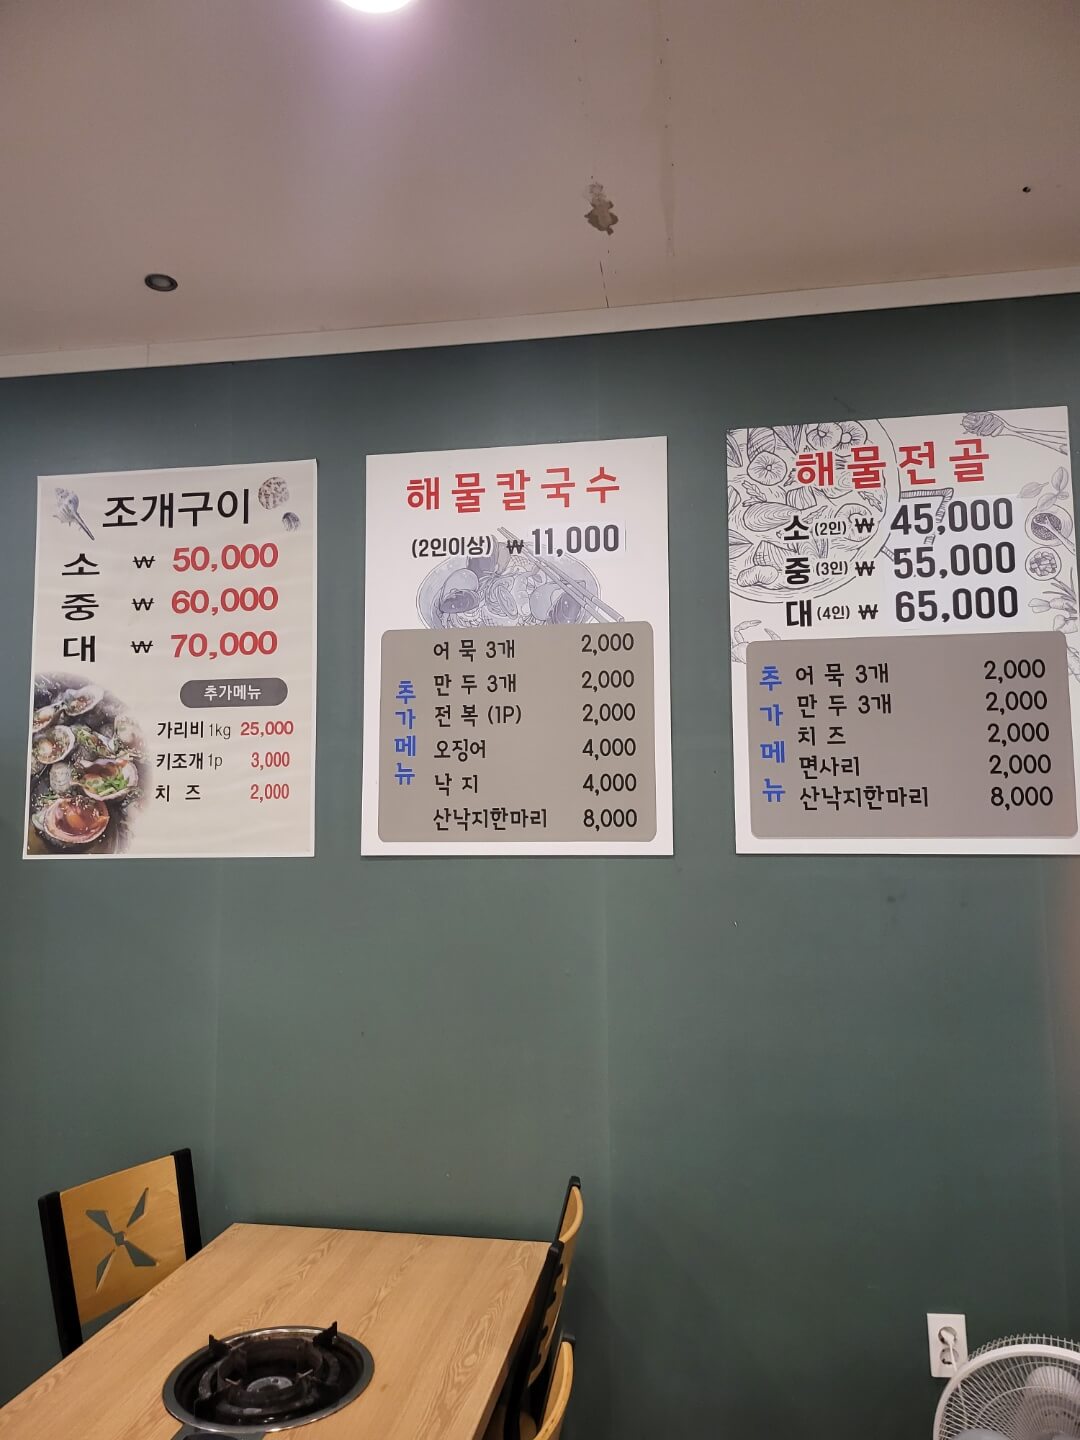 조개구이
소 ₩ 50,000
중 ₩ 60,000
대 ₩ 70,000
추가메뉴
가리비 1kg 25,000
키조개 1p 3,000
치 즈 2,000
해물칼국수
(2인이상) ₩ 11,000
추가메뉴
어 묵 3개 2,000
만 두 3개 2,000
전 복 (1P) 2,000
오징어 4,000
낙 지 4,000
산낙지한마리 8,000
해물전골
소 (2인) ₩ 45,000
중 (3인) ₩ 55,000
대 (4인) ₩ 65,000
추가메뉴
어 묵 3개 2,000
만 두 3개 2,000
치 즈 2,000
면사리 2,000
산낙지한마리 8,000